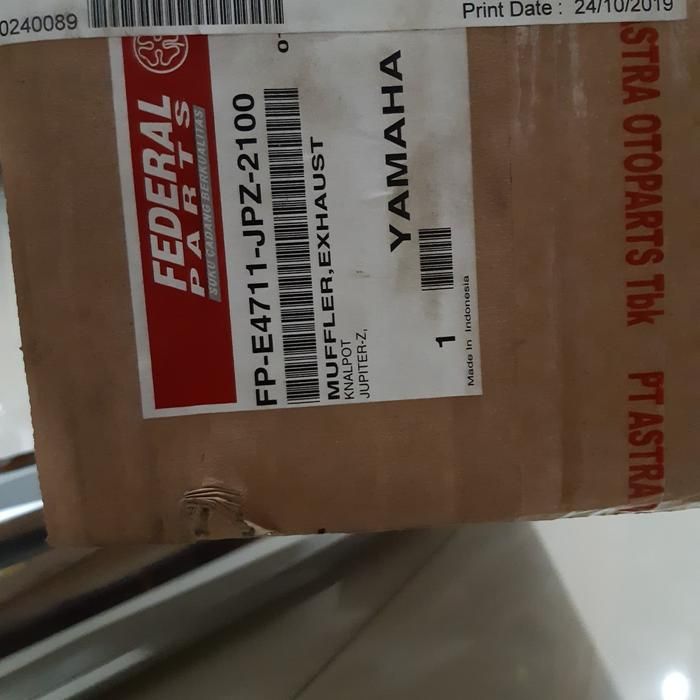 0240089
Print Date : 24/10/2019
FEDERAL
PARTS
SUKU CADANG BERKUALITAS
FP-E4711-JPZ-2100
MUFFLER,EXHAUST
KNALPOT
JUPITER-Z,
YAMAHA
1
Made In Indonesia
STRA OTOPARTS Tbk PT ASTRA